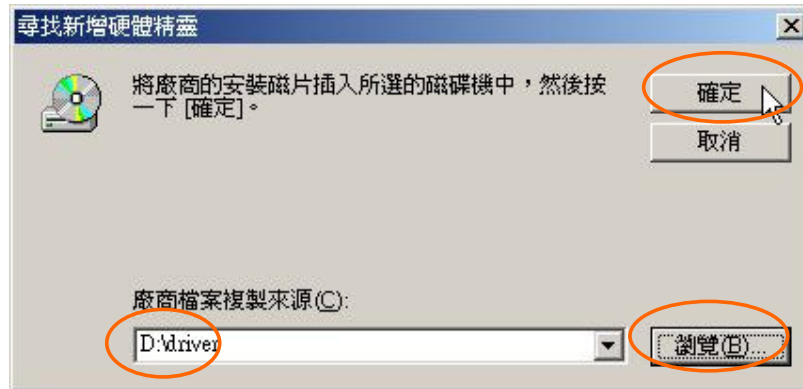 尋找新增硬體精靈
將廠商的安裝磁片插入所選的磁碟機中，然後按
一下 [確定]。
確定
取消
廠商檔案複製來源(C):
D:\driver
瀏覽(B)...